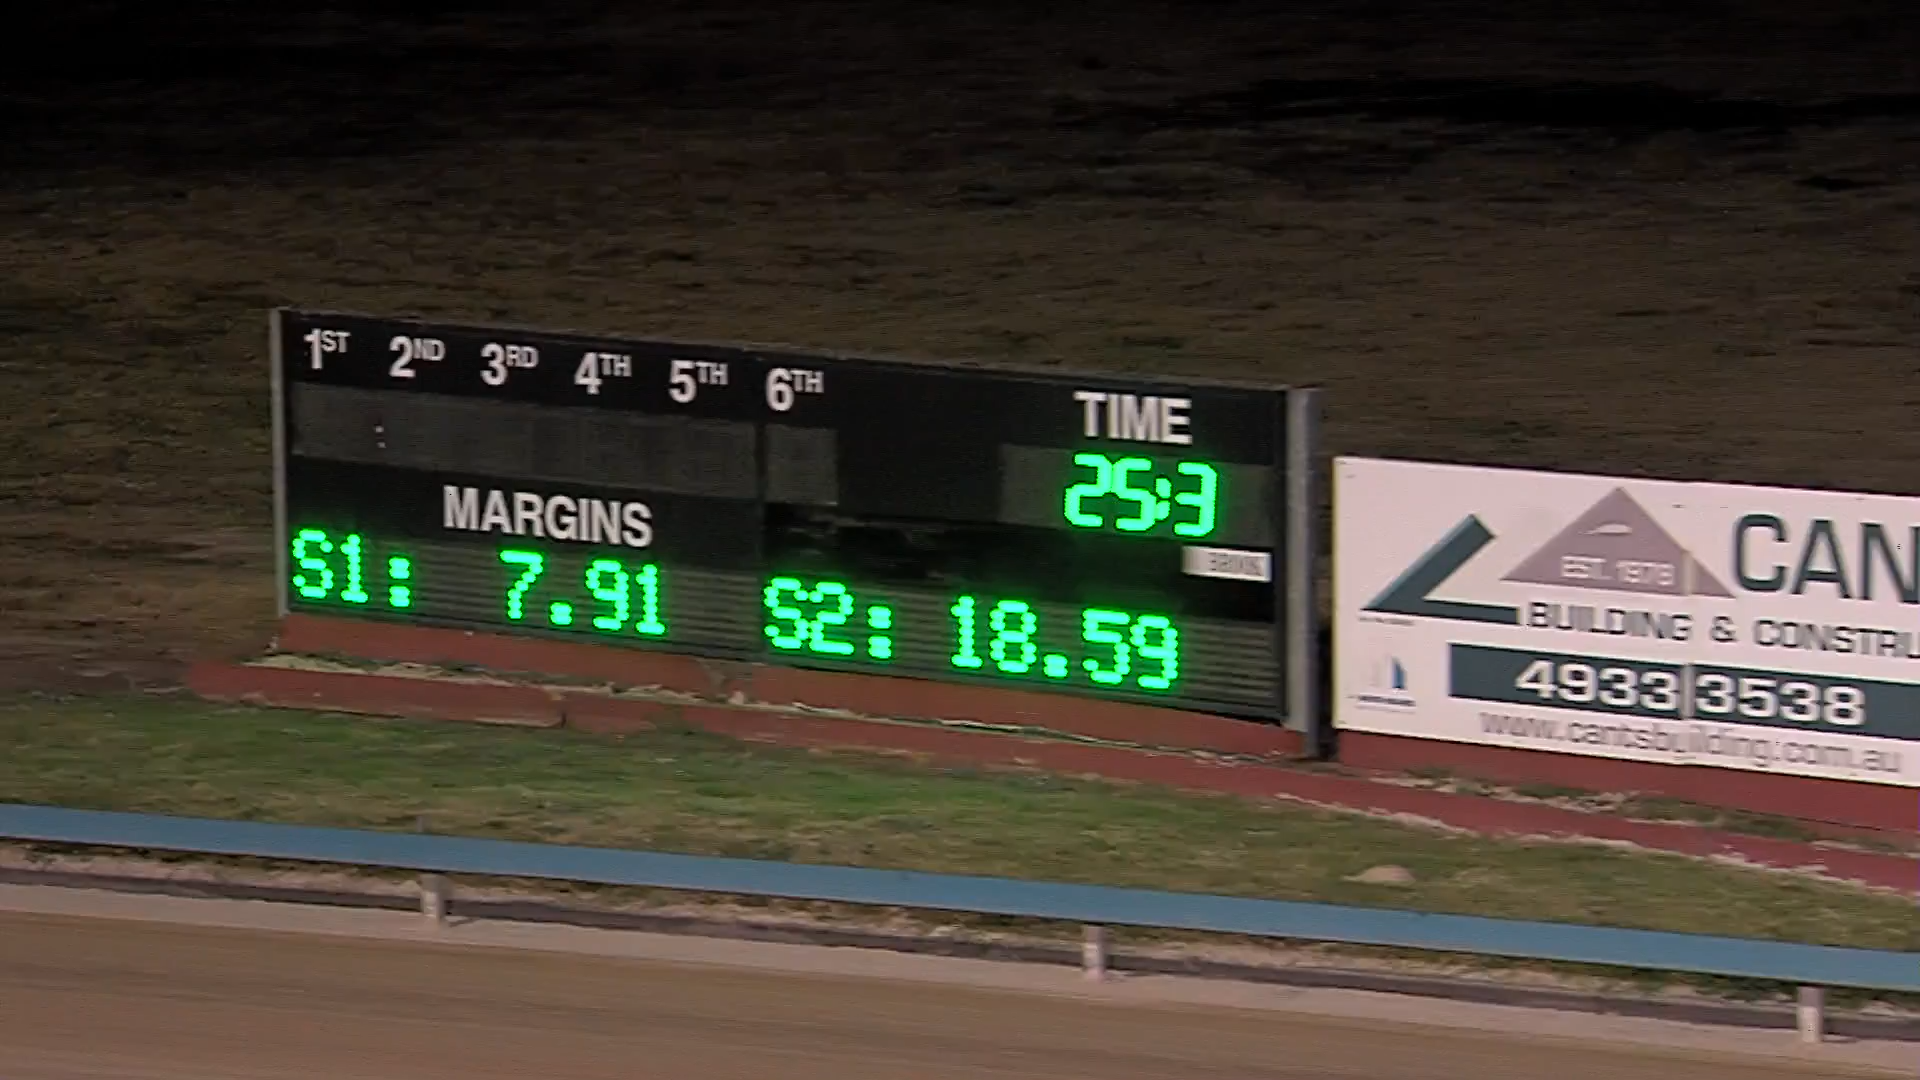 1ST 2ND 3RD 4TH 5TH 6TH
TIME
25:3
MARGINS
S1: 7.91 S2: 18.59
EST. 1978
CAN
BUILDING & CONSTRU
4933 3538
www.cantsbuilding.com.au